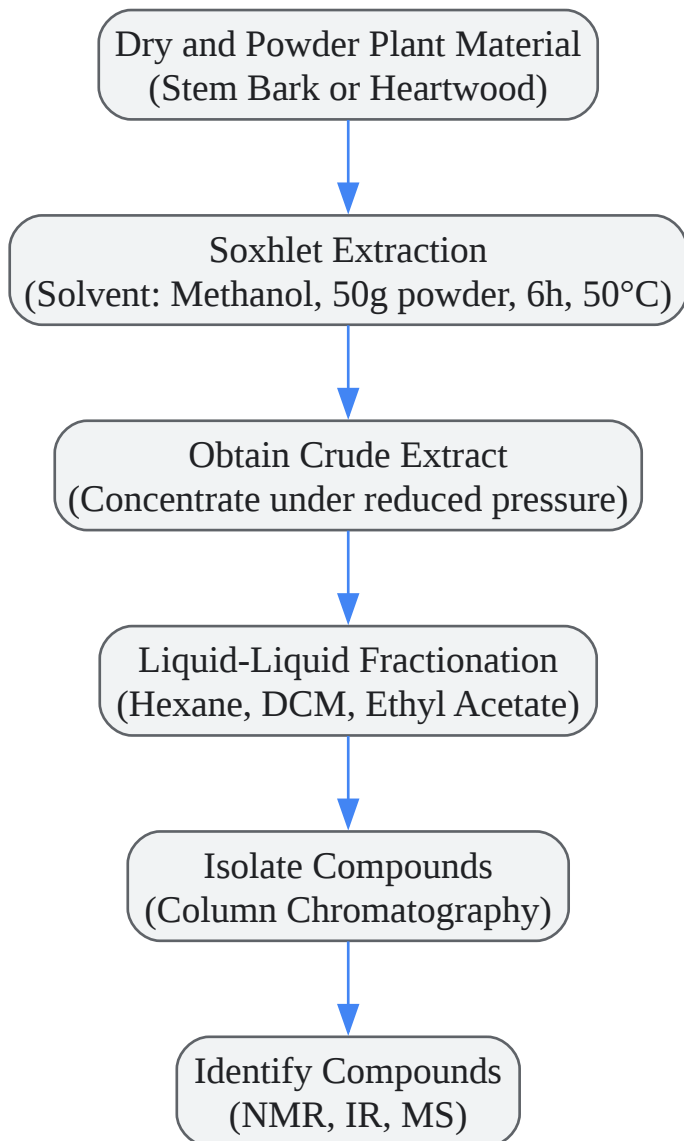 Dry and Powder Plant Material
(Stem Bark or Heartwood)
Soxhlet Extraction
(Solvent: Methanol, 50g powder, 6h, 50°C)
Obtain Crude Extract
(Concentrate under reduced pressure)
Liquid-Liquid Fractionation
(Hexane, DCM, Ethyl Acetate)
Isolate Compounds
(Column Chromatography)
Identify Compounds
(NMR, IR, MS)